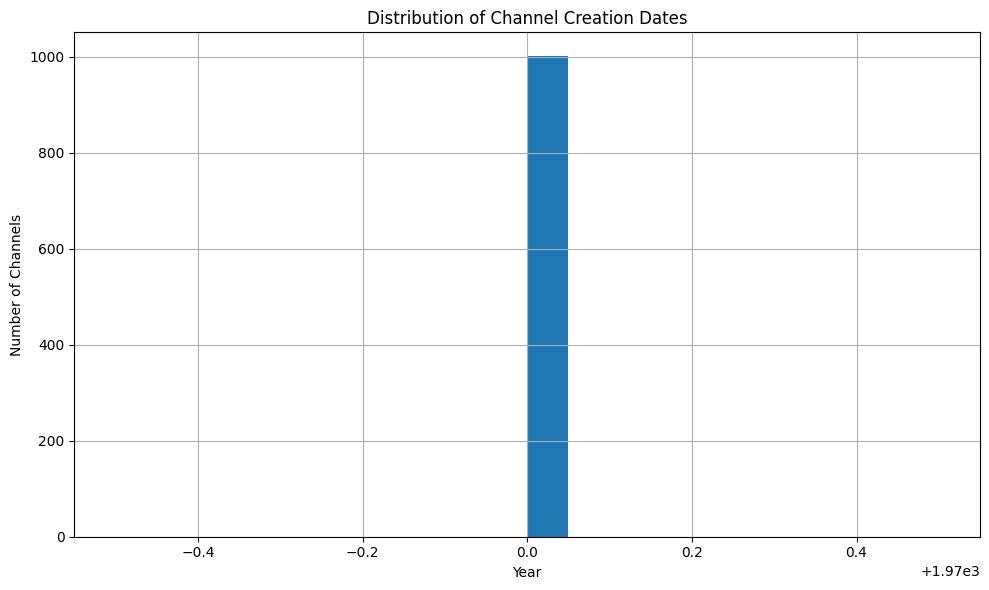 Distribution of Channel Creation Dates
1000
800
600
400
200
0
Number of Channels
−0.4 −0.2 0.0 0.2 0.4
Year
+1.97e3